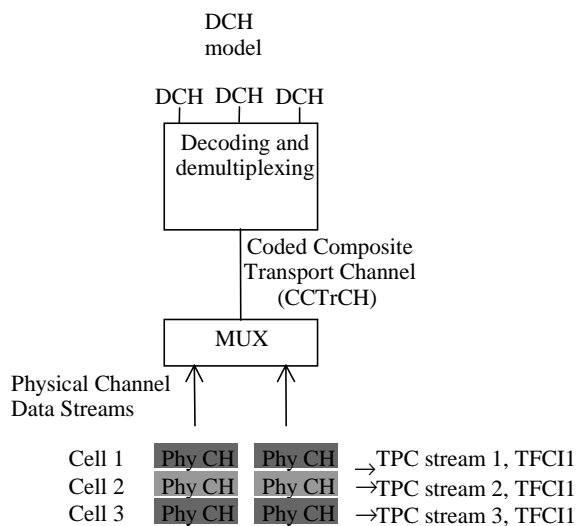 DCH
model
DCH DCH DCH
Decoding and
demultiplexing
Coded Composite
Transport Channel
(CCTrCH)
MUX
Physical Channel
Data Streams
Cell 1 Phy CH Phy CH →TPC stream 1, TFCI1
Cell 2 Phy CH Phy CH →TPC stream 2, TFCI1
Cell 3 Phy CH Phy CH →TPC stream 3, TFCI1